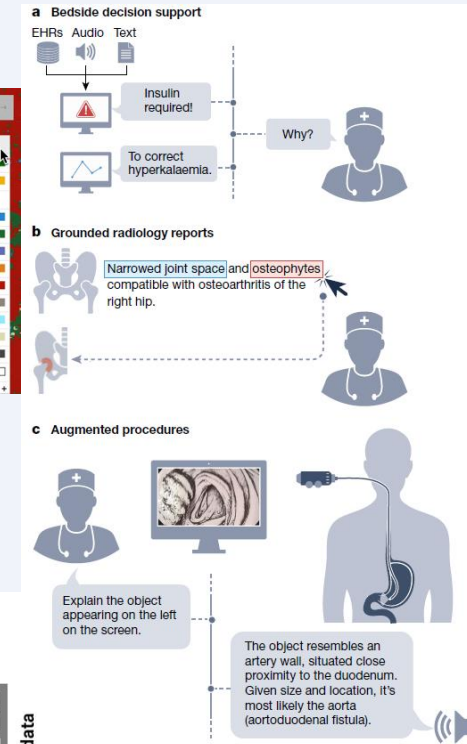 a Bedside decision support
EHRs Audio Text
Insulin
required!
Why?
To correct
hyperkalaemia.
b Grounded radiology reports
Narrowed joint space and osteophytes
compatible with osteoarthritis of the
right hip.
c Augmented procedures
Explain the object
appearing on the left
on the screen.
The object resembles an
artery wall, situated close
proximity to the duodenum.
Given size and location, it's
most likely the aorta
(aortoduodenal fistula).
data